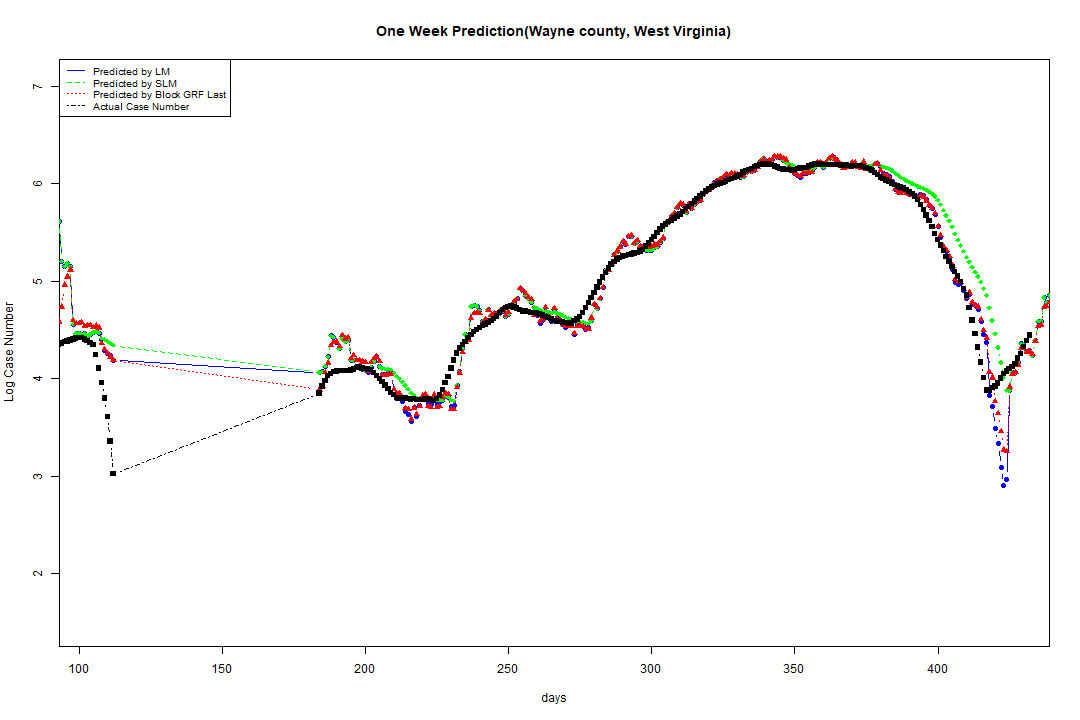 One Week Prediction(Wayne county, West Virginia)
Predicted by LM
Predicted by SLM
Predicted by Block GRF Last
Actual Case Number
Log Case Number
7
6
5
4
3
2
100 150 200 250 300 350 400
days